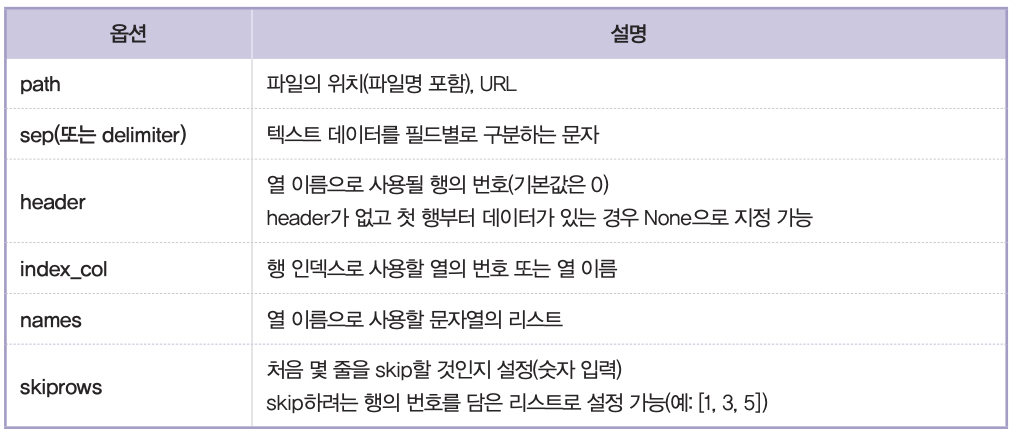 옵션 설명
path 파일의 위치(파일명 포함), URL
sep(또는 delimiter) 텍스트 데이터를 필드별로 구분하는 문자
header 열 이름으로 사용될 행의 번호(기본값은 0)
header가 없고 첫 행부터 데이터가 있는 경우 None으로 지정 가능
index_col 행 인덱스로 사용할 열의 번호 또는 열 이름
names 열 이름으로 사용할 문자열의 리스트
skiprows 처음 몇 줄을 skip할 것인지 설정(숫자 입력)
skip하려는 행의 번호를 담은 리스트로 설정 가능(예: [1, 3, 5])